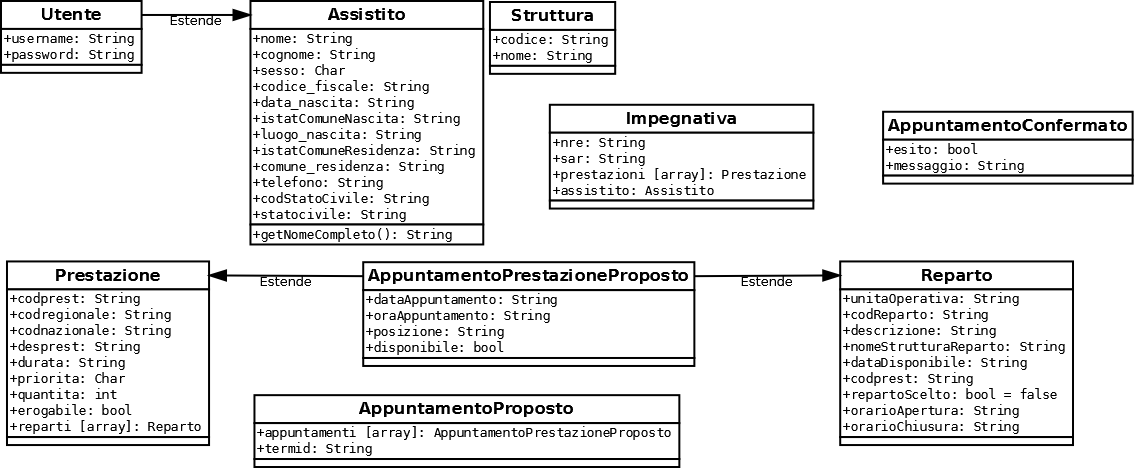 Utente
+username: String
+password: String
Estende
Assistito
+nome: String
+cognome: String
+sesso: Char
+codice_fiscale: String
+data_nascita: String
+istatComuneNascita: String
+luogo_nascita: String
+istatComuneResidenza: String
+comune_residenza: String
+telefono: String
+codStatoCivile: String
+statocivile: String
+getNomeCompleto(): String
Struttura
+codice: String
+nome: String
Impegnativa
+nre: String
+sar: String
+prestazioni [array]: Prestazione
+assistito: Assistito
AppuntamentoConfermato
+esito: bool
+messaggio: String
Prestazione
+codprest: String
+codregionale: String
+codnazionale: String
+desprest: String
+durata: String
+priorita: Char
+quantita: int
+erogabile: bool
+reparti [array]: Reparto
Estende
AppuntamentoPrestazioneProposto
+dataAppuntamento: String
+oraAppuntamento: String
+posizione: String
+disponibile: bool
Estende
Reparto
+unitaOperativa: String
+codReparto: String
+descrizione: String
+nomeStrutturaReparto: String
+dataDisponibile: String
+codprest: String
+repartoScelto: bool = false
+orarioApertura: String
+orarioChiusura: String
AppuntamentoProposto
+appuntamenti [array]: AppuntamentoPrestazioneProposto
+termid: String